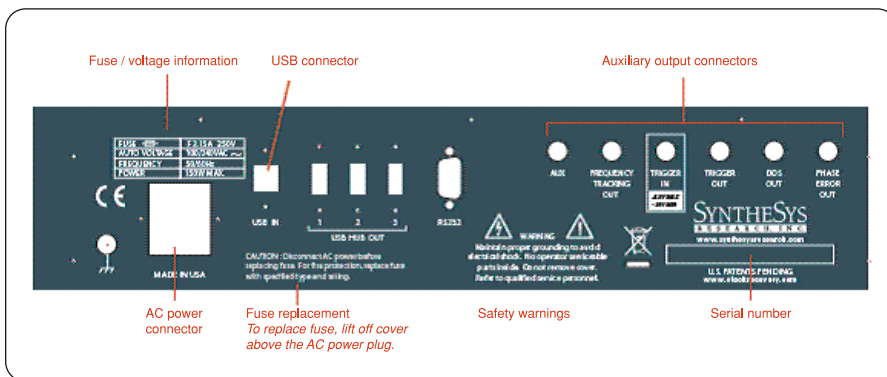 Fuse / voltage information
USB connector
Auxiliary output connectors
FUSE F 3.15A 250V
AUTO VOLTAGE 100/240VAC
FREQUENCY 50/60Hz
POWER 150W MAX.
CE
USB IN
1 2 3
USB HUB OUT
RS232
AUX
FREQUENCY
TRACKING
OUT
TRIGGER
IN
TRIGGER
OUT
DDS
OUT
PHASE
ERROR
OUT
SYNTHESYS
RESEARCH INC
www.synthesysresearch.com
MADE IN USA
CAUTION : Disconnect AC power before
replacing fuse. For fire protection, replace fuse
with specified type and rating.
WARNING
Maintain proper grounding to avoid
electrical shock. No operator serviceable
parts inside. Do not remove cover.
Refer to qualified service personnel.
U.S. PATENTS PENDING
www.clockrecovery.com
AC power
connector
Fuse replacement
To replace fuse, lift off cover
above the AC power plug.
Safety warnings
Serial number